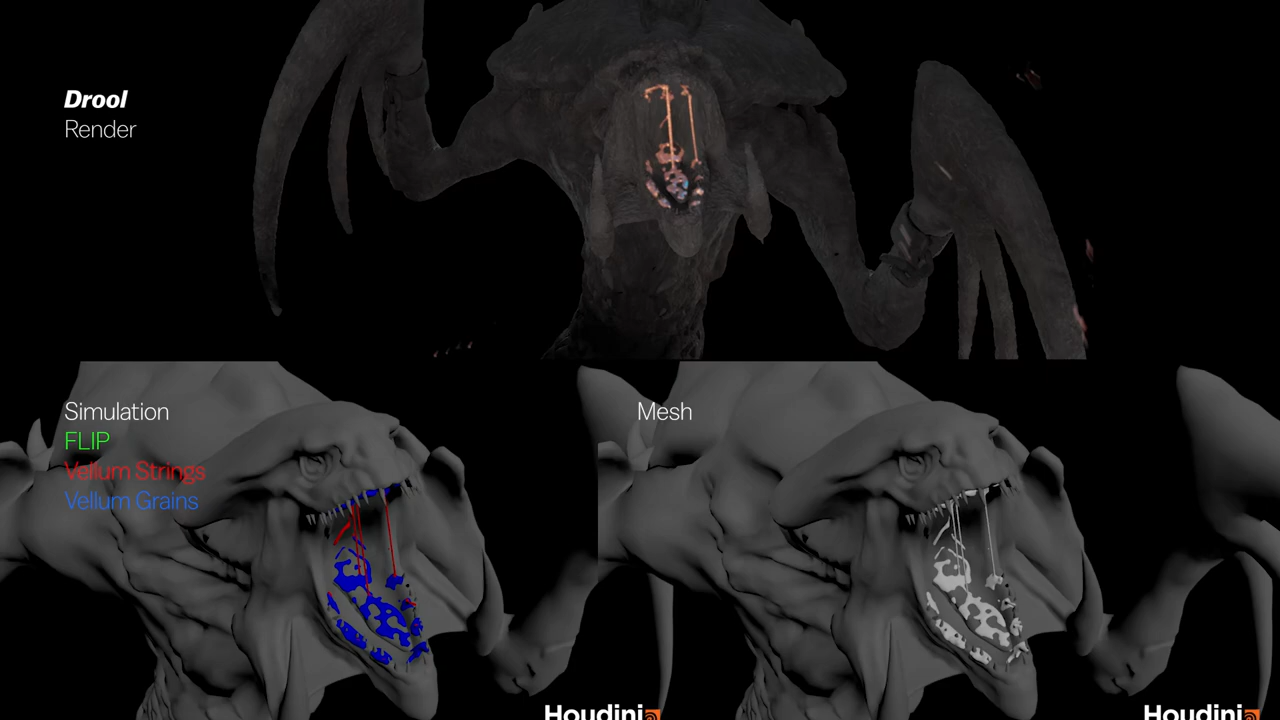 Drool
Render
Simulation
FLIP
Vellum Strings
Vellum Grains
Mesh
Houdini
Houdini